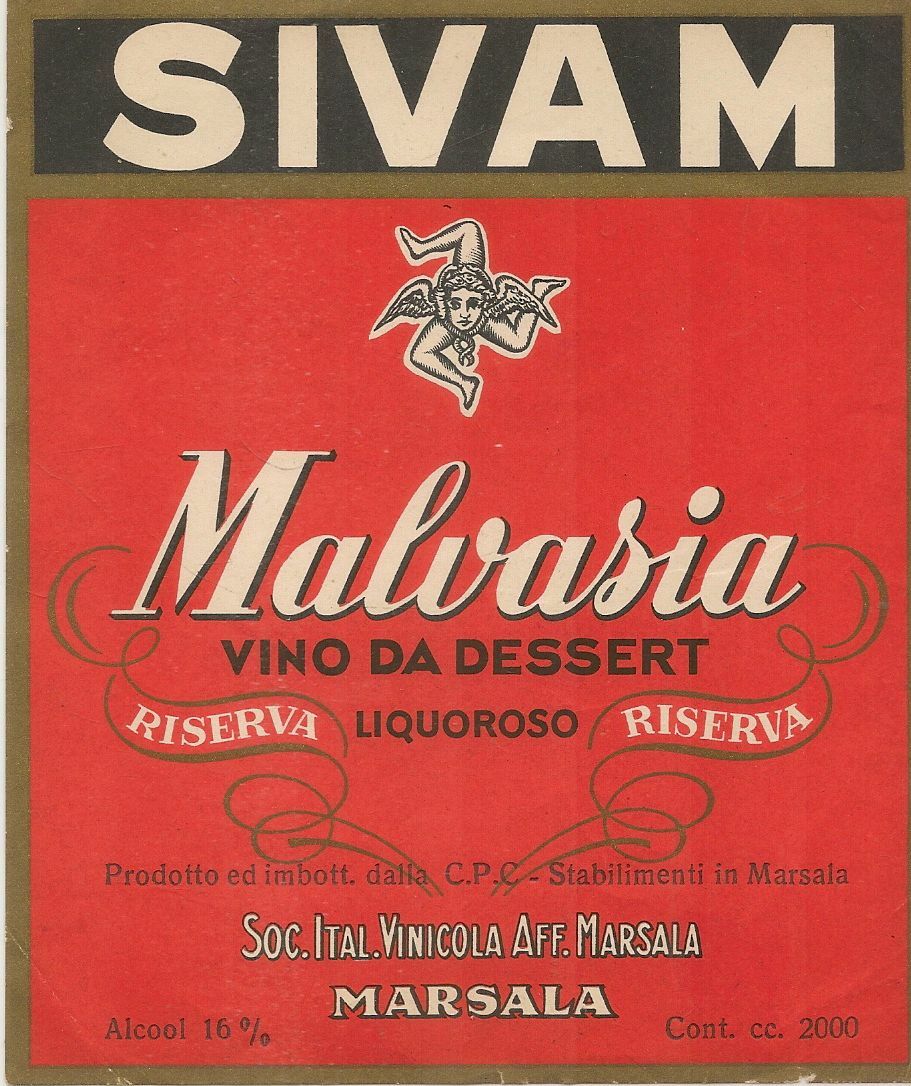 SIVAM
Malvasia
VINO DA DESSERT
RISERVA LIQUOROSO RISERVA
Prodotto ed imbott. dalla C.P.C - Stabilimenti in Marsala
SOC. ITAL. VINICOLA AFF. MARSALA
MARSALA
Alcool 16 % Cont. cc. 2000